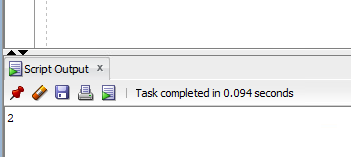 Script Output x
Task completed in 0.094 seconds
2